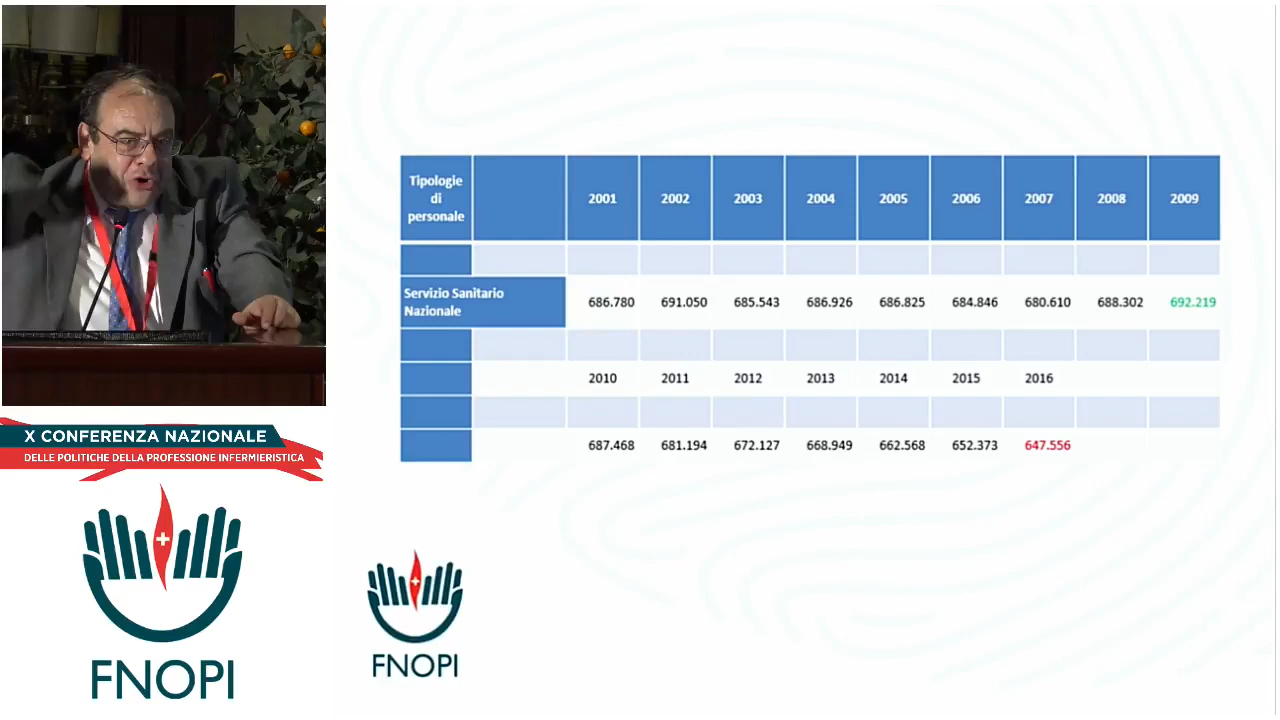 X CONFERENZA NAZIONALE
DELLE POLITICHE DELLA PROFESSIONE INFERMIERISTICA
FNOPI
Tipologie di personale 2001 2002 2003 2004 2005 2006 2007 2008 2009
Servizio Sanitario Nazionale 686.780 691.050 685.543 686.926 686.825 684.846 680.610 688.302 692.219
2010 2011 2012 2013 2014 2015 2016
687.468 681.194 672.127 668.949 662.568 652.373 647.556
FNOPI